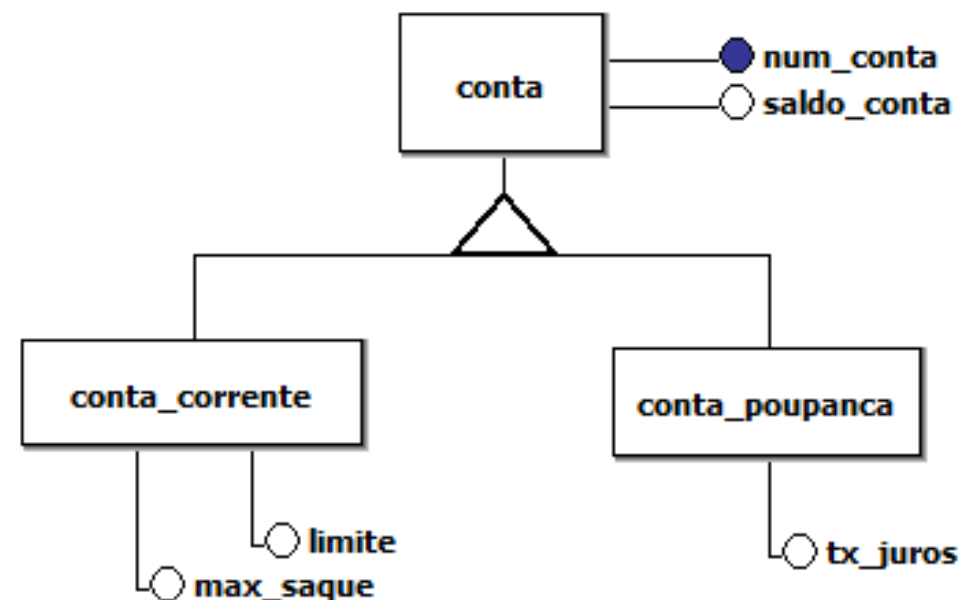 conta
num_conta
saldo_conta
conta_corrente
conta_poupanca
limite
max_saque
tx_juros